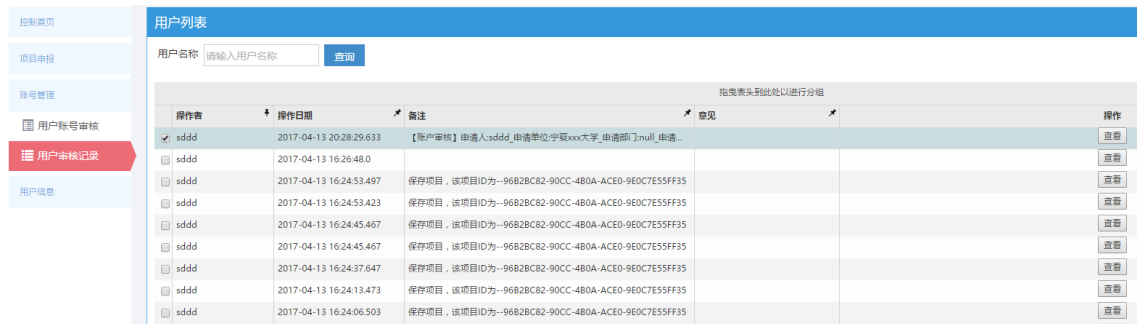 控制首页
项目申报
账号管理
用户账号审核
用户审核记录
用户信息
用户列表
用户名称 请输入用户名称 查询
拖曳表头到此处以进行分组
操作者 操作日期 备注 意见 操作
sddd 2017-04-13 20:28:29.633 【账户审核】申请人:sddd_申请单位:宁夏xxx大学_申请部门:null_申请... 查看
sddd 2017-04-13 16:26:48.0 查看
sddd 2017-04-13 16:24:53.497 保存项目，该项目ID为--96B2BC82-90CC-4B0A-ACE0-9E0C7E55FF35 查看
sddd 2017-04-13 16:24:53.423 保存项目，该项目ID为--96B2BC82-90CC-4B0A-ACE0-9E0C7E55FF35 查看
sddd 2017-04-13 16:24:45.467 保存项目，该项目ID为--96B2BC82-90CC-4B0A-ACE0-9E0C7E55FF35 查看
sddd 2017-04-13 16:24:45.467 保存项目，该项目ID为--96B2BC82-90CC-4B0A-ACE0-9E0C7E55FF35 查看
sddd 2017-04-13 16:24:37.647 保存项目，该项目ID为--96B2BC82-90CC-4B0A-ACE0-9E0C7E55FF35 查看
sddd 2017-04-13 16:24:13.473 保存项目，该项目ID为--96B2BC82-90CC-4B0A-ACE0-9E0C7E55FF35 查看
sddd 2017-04-13 16:24:06.503 保存项目，该项目ID为--96B2BC82-90CC-4B0A-ACE0-9E0C7E55FF35 查看